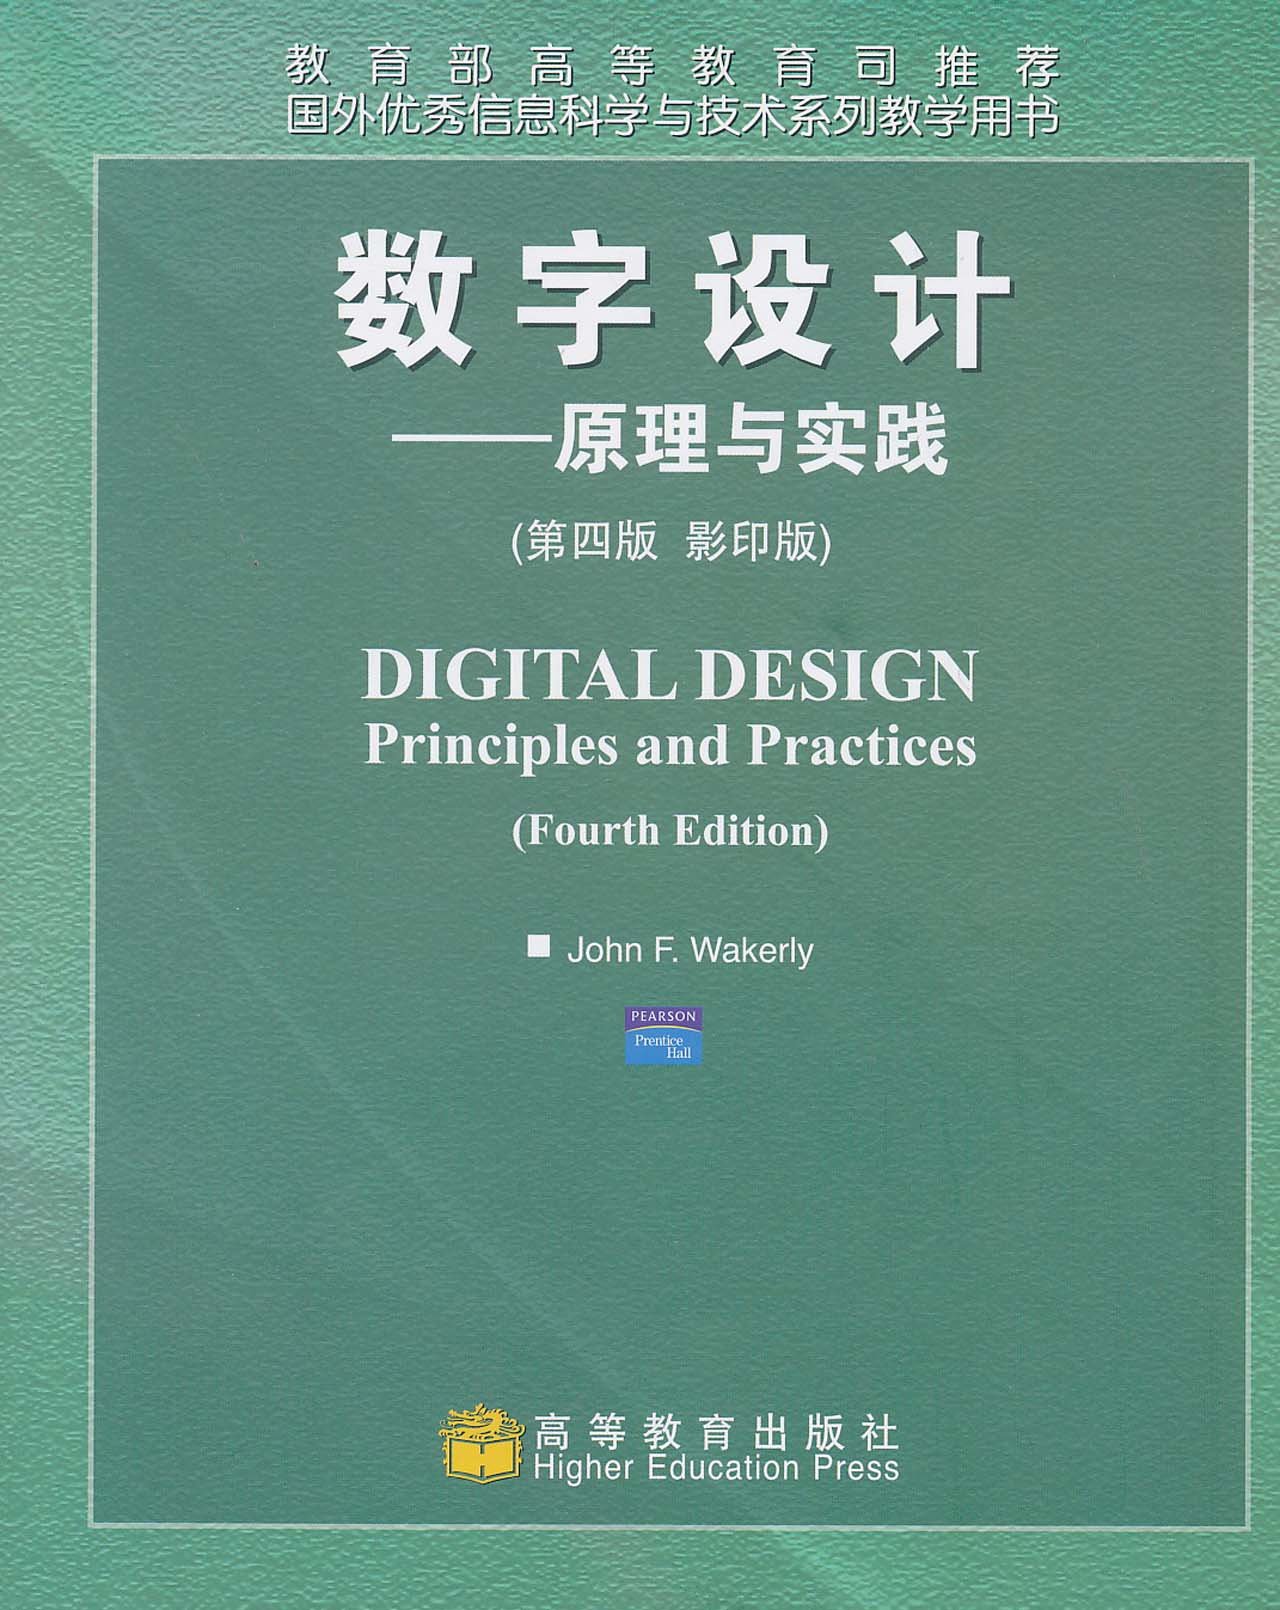 教育部高等教育司推荐
国外优秀信息科学与技术系列教学用书
数字设计
——原理与实践
(第四版 影印版)
DIGITAL DESIGN
Principles and Practices
(Fourth Edition)
■ John F. Wakerly
PEARSON
Prentice
Hall
高等教育出版社
Higher Education Press